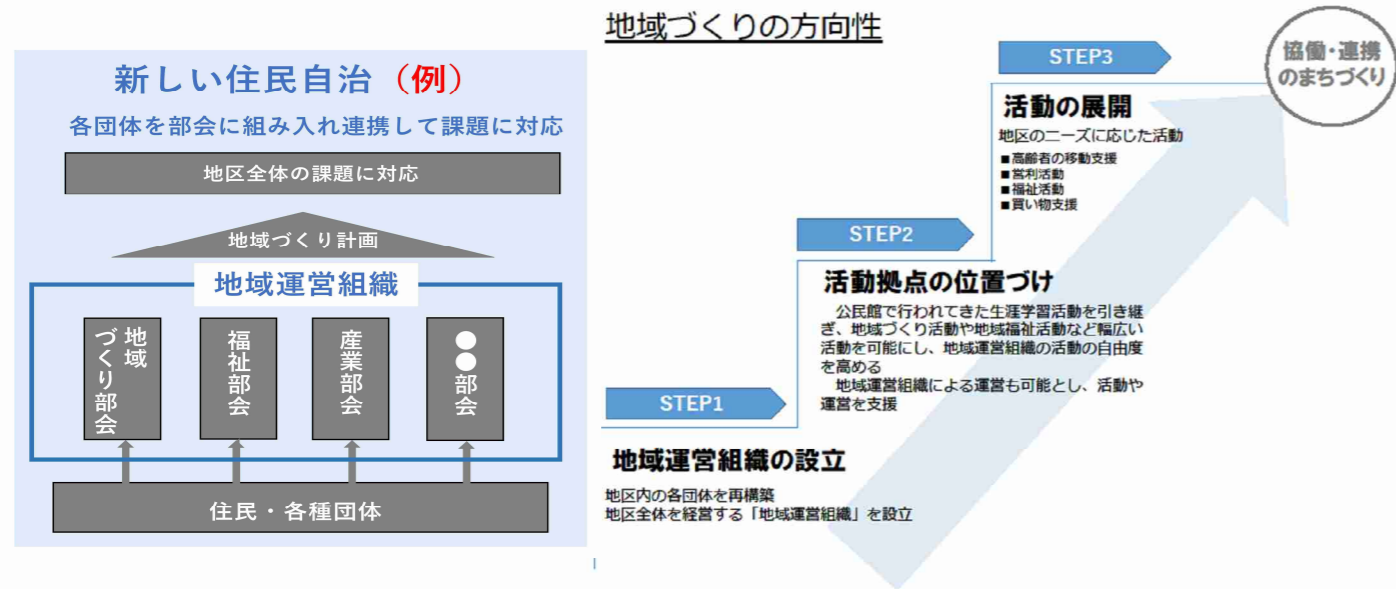 新しい住民自治（例）
各団体を部会に組み入れ連携して課題に対応
地区全体の課題に対応
地域づくり計画
地域運営組織
地域
づくり部会
福祉部会
産業部会
●●部会
住民・各種団体
地域づくりの方向性
STEP3
協働・連携
のまちづくり
活動の展開
地区のニーズに応じた活動
■高齢者の移動支援
■営利活動
■福祉活動
■買い物支援
STEP2
活動拠点の位置づけ
公民館で行われてきた生涯学習活動を引き継
ぎ、地域づくり活動や地域福祉活動など幅広い
活動を可能にし、地域運営組織の活動の自由度
を高める
地域運営組織による運営も可能とし、活動や
運営を支援
STEP1
地域運営組織の設立
地区内の各団体を再構築
地区全体を経営する「地域運営組織」を設立